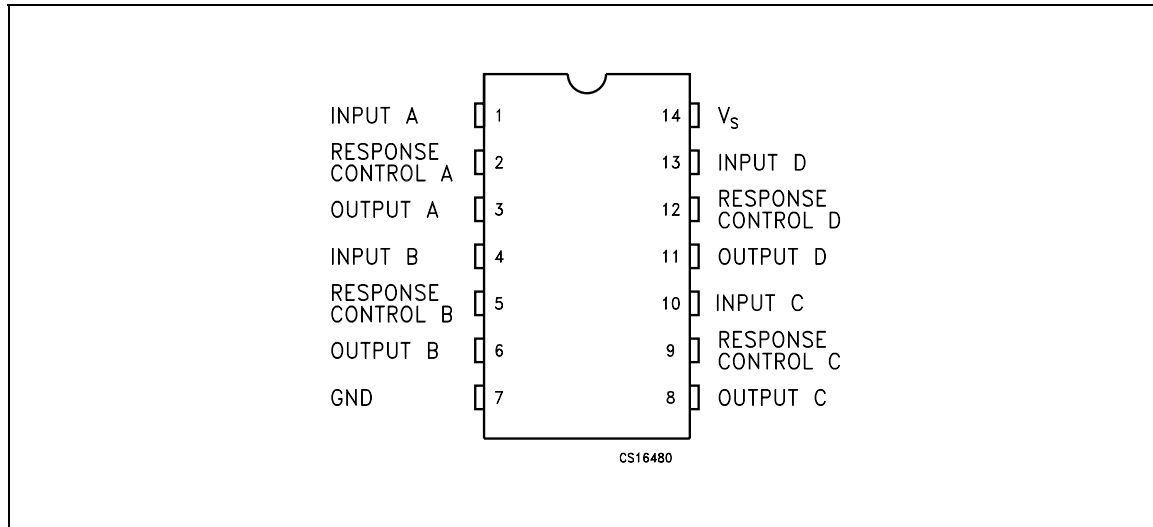 INPUT A 1 14 VS
RESPONSE CONTROL A 2 13 INPUT D
OUTPUT A 3 12 RESPONSE CONTROL D
INPUT B 4 11 OUTPUT D
RESPONSE CONTROL B 5 10 INPUT C
OUTPUT B 6 9 RESPONSE CONTROL C
GND 7 8 OUTPUT C
CS16480